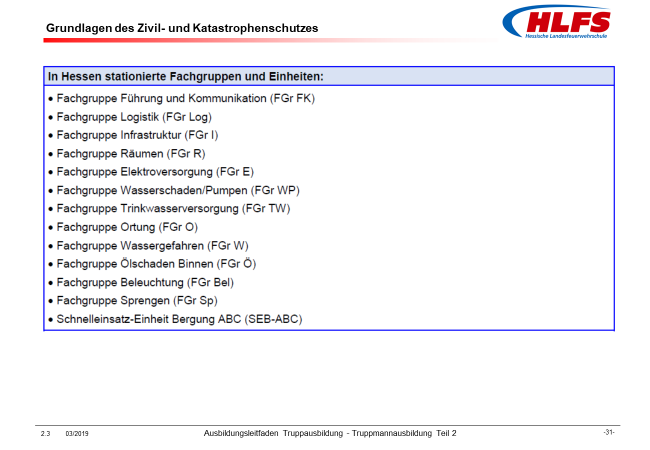 Grundlagen des Zivil- und Katastrophenschutzes
HLFS
Hessische Landesfeuerwehrschule
In Hessen stationierte Fachgruppen und Einheiten:
• Fachgruppe Führung und Kommunikation (FGr FK)
• Fachgruppe Logistik (FGr Log)
• Fachgruppe Infrastruktur (FGr I)
• Fachgruppe Räumen (FGr R)
• Fachgruppe Elektroversorgung (FGr E)
• Fachgruppe Wasserschaden/Pumpen (FGr WP)
• Fachgruppe Trinkwasserversorgung (FGr TW)
• Fachgruppe Ortung (FGr O)
• Fachgruppe Wassergefahren (FGr W)
• Fachgruppe Ölschaden Binnen (FGr Ö)
• Fachgruppe Beleuchtung (FGr Bel)
• Fachgruppe Sprengen (FGr Sp)
• Schnelleinsatz-Einheit Bergung ABC (SEB-ABC)
2.3 03/2019 Ausbildungsleitfaden Truppausbildung - Truppmannausbildung Teil 2 -31-